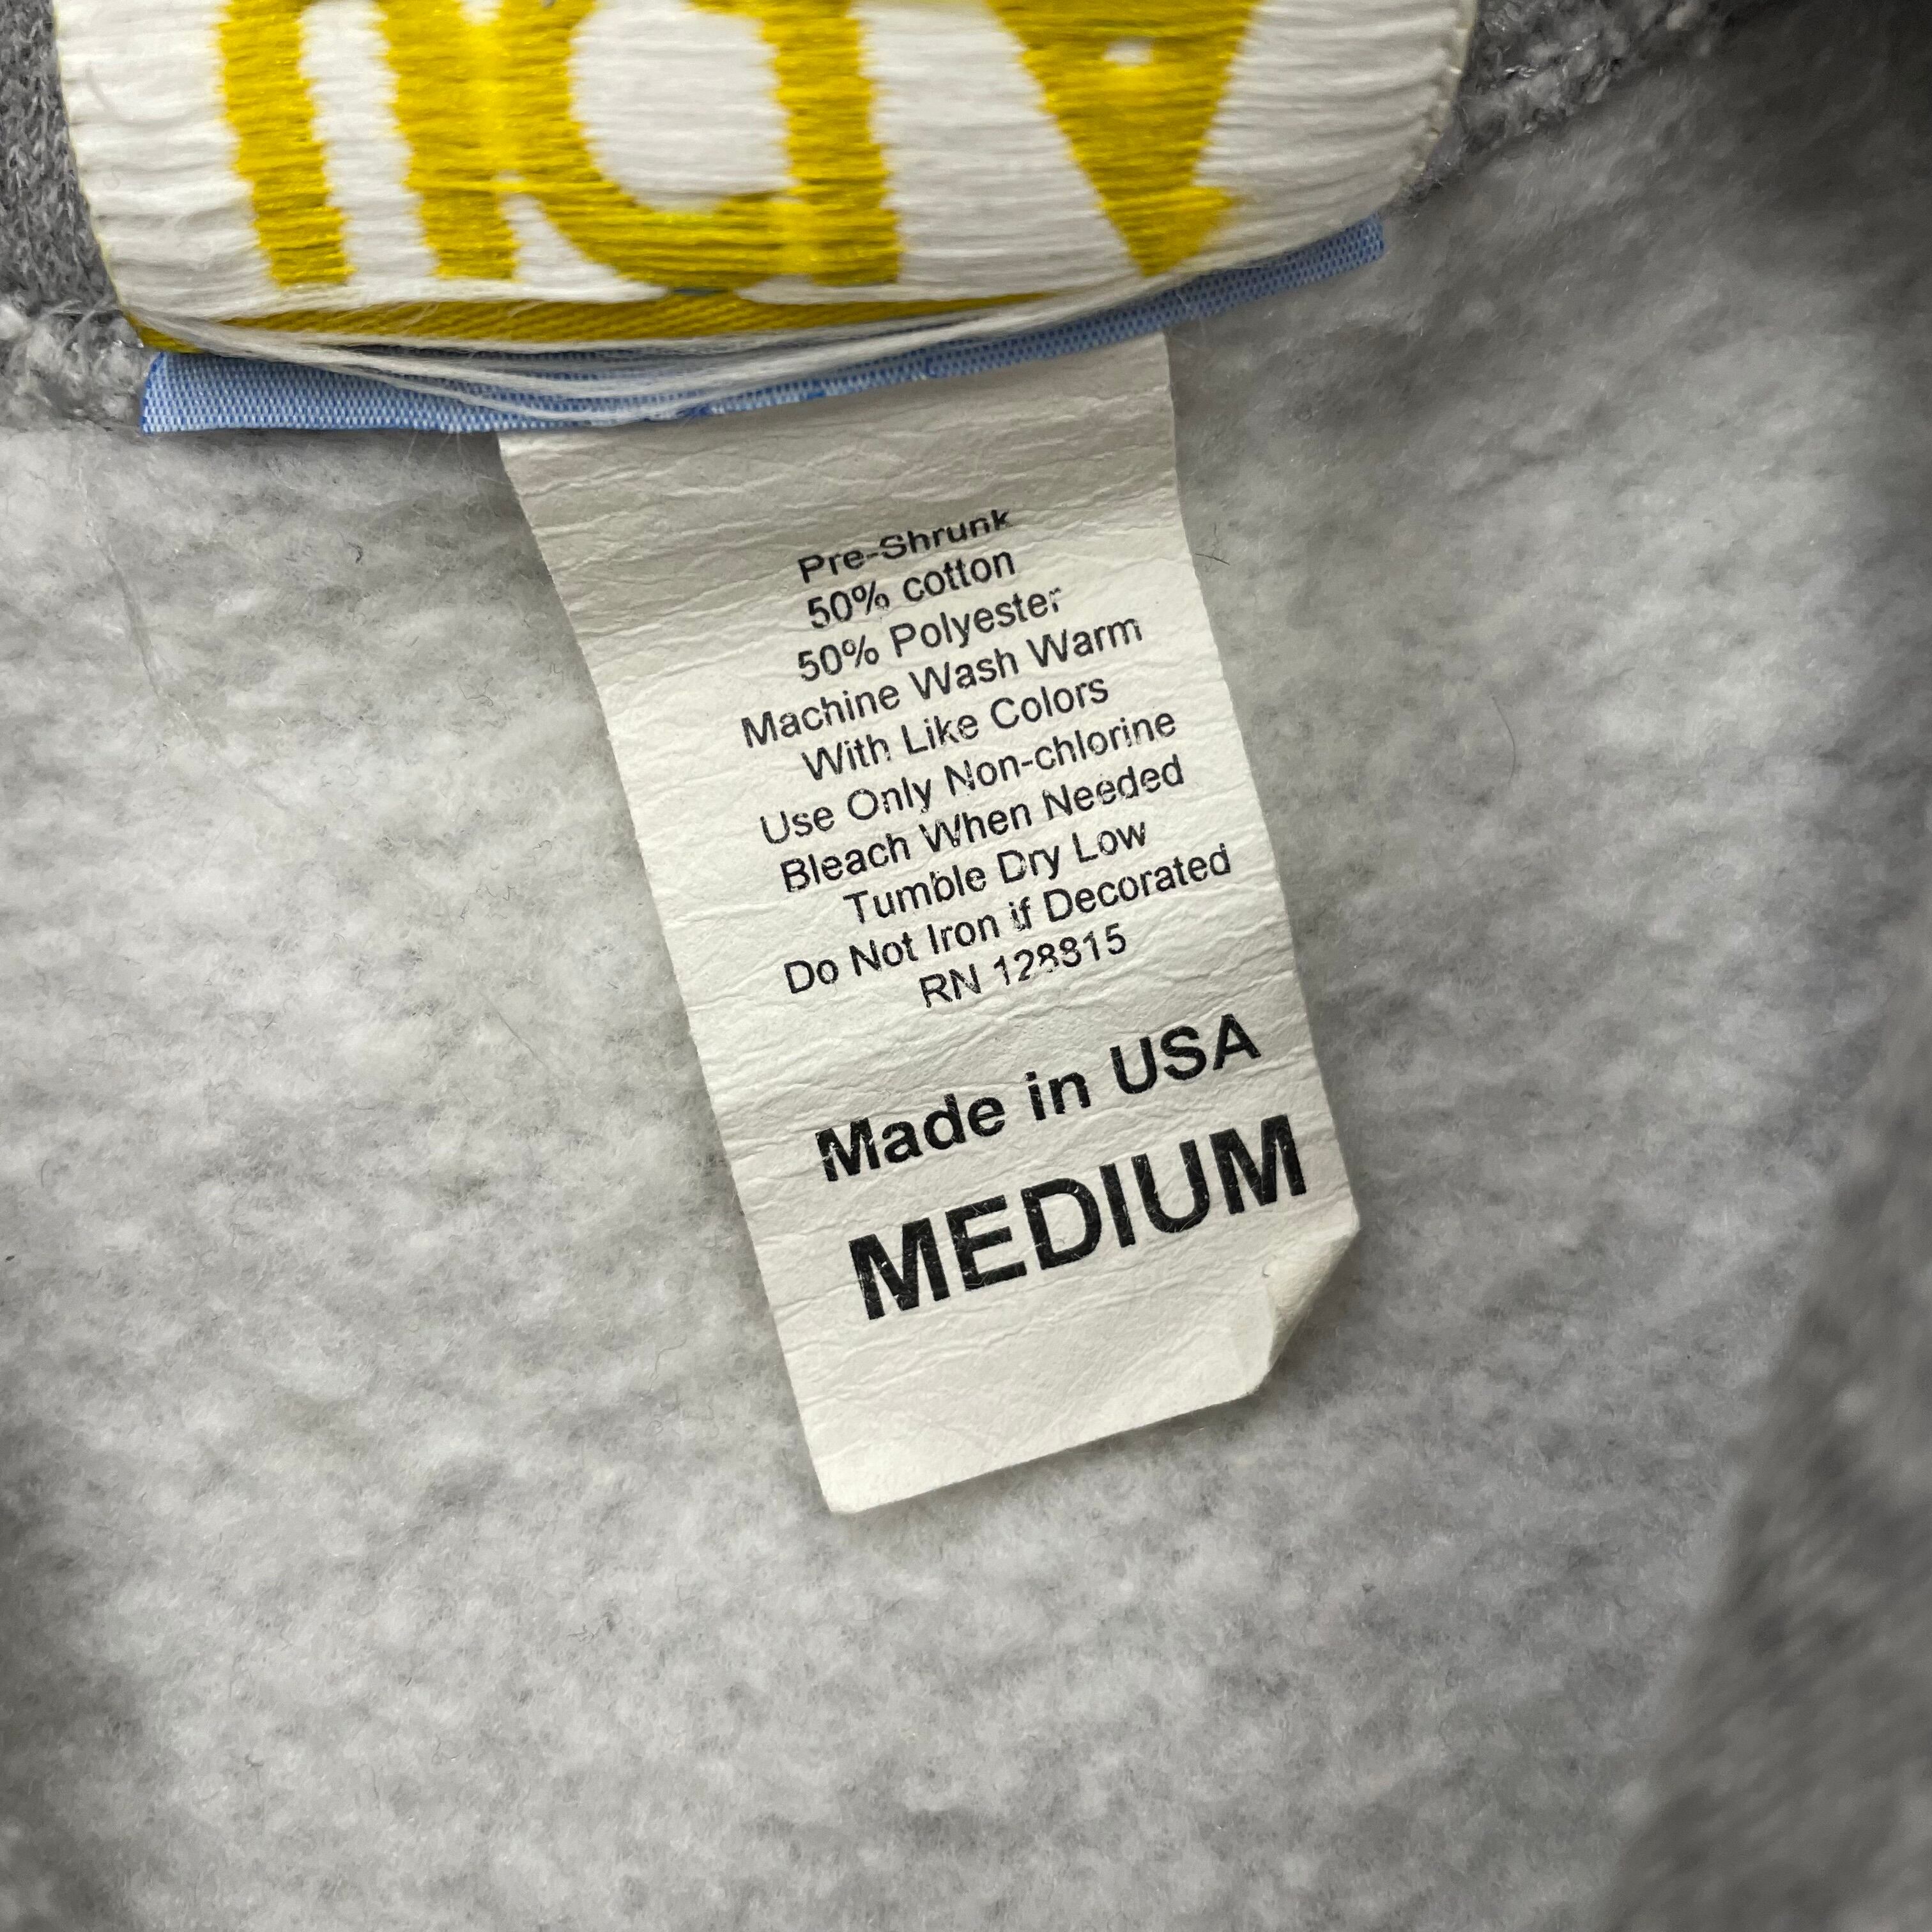 Pre-Shrunk
50% cotton
50% Polyester
Machine Wash Warm
With Like Colors
Use Only Non-chlorine
Bleach When Needed
Tumble Dry Low
Do Not Iron if Decorated
RN 128815
Made in USA
MEDIUM